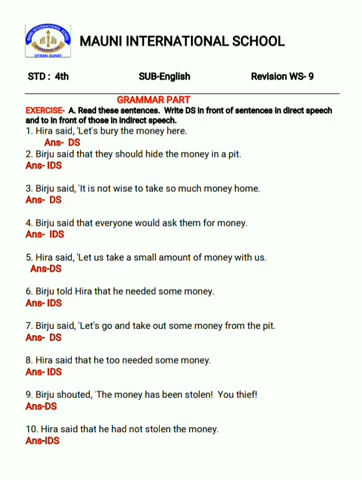 MAUNI INTERNATIONAL SCHOOL
STD : 4th SUB-English Revision WS- 9
GRAMMAR PART
EXERCISE- A. Read these sentences. Write DS in front of sentences in direct speech
and to in front of those in indirect speech.
1. Hira said, 'Let's bury the money here.
Ans- DS
2. Birju said that they should hide the money in a pit.
Ans- IDS
3. Birju said, 'It is not wise to take so much money home.
Ans- DS
4. Birju said that everyone would ask them for money.
Ans- IDS
5. Hira said, 'Let us take a small amount of money with us.
Ans-DS
6. Birju told Hira that he needed some money.
Ans- IDS
7. Birju said, 'Let's go and take out some money from the pit.
Ans- DS
8. Hira said that he too needed some money.
Ans- IDS
9. Birju shouted, 'The money has been stolen! You thief!
Ans-DS
10. Hira said that he had not stolen the money.
Ans-IDS